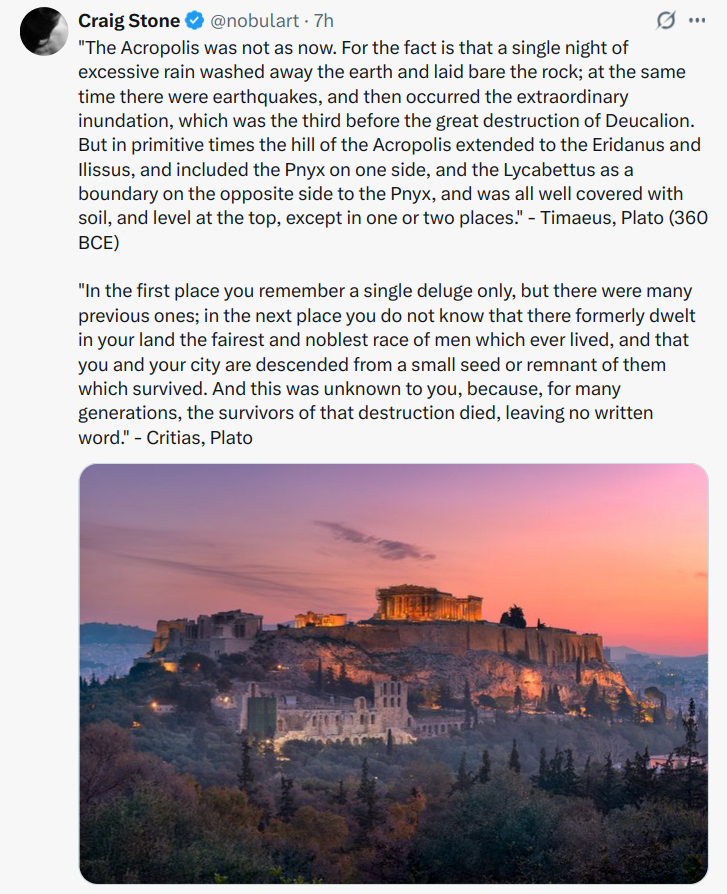 Craig Stone @nobulart · 7h
"The Acropolis was not as now. For the fact is that a single night of
excessive rain washed away the earth and laid bare the rock; at the same
time there were earthquakes, and then occurred the extraordinary
inundation, which was the third before the great destruction of Deucalion.
But in primitive times the hill of the Acropolis extended to the Eridanus and
Ilissus, and included the Pnyx on one side, and the Lycabettus as a
boundary on the opposite side to the Pnyx, and was all well covered with
soil, and level at the top, except in one or two places." - Timaeus, Plato (360
BCE)
"In the first place you remember a single deluge only, but there were many
previous ones; in the next place you do not know that there formerly dwelt
in your land the fairest and noblest race of men which ever lived, and that
you and your city are descended from a small seed or remnant of them
which survived. And this was unknown to you, because, for many
generations, the survivors of that destruction died, leaving no written
word." - Critias, Plato